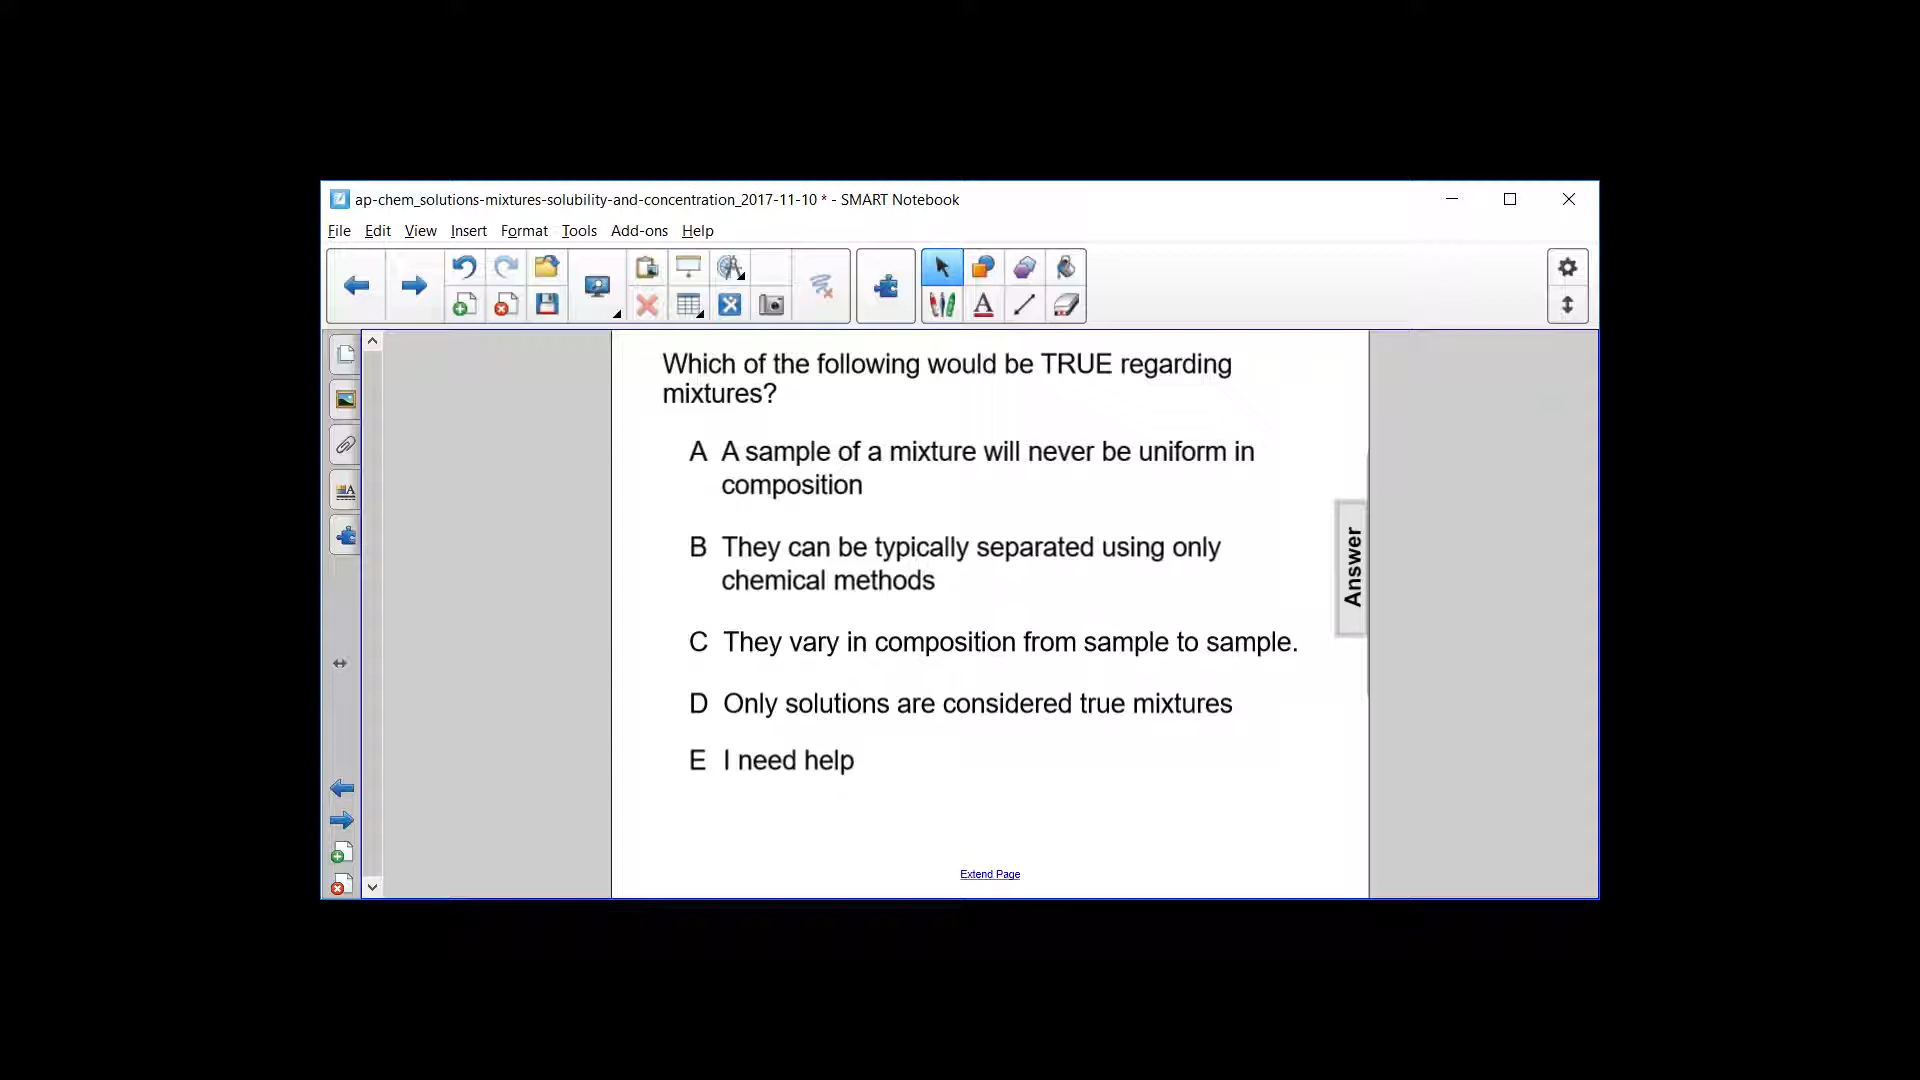 ap-chem_solutions-mixtures-solubility-and-concentration_2017-11-10 * - SMART Notebook
File Edit View Insert Format Tools Add-ons Help
Which of the following would be TRUE regarding
mixtures?
A A sample of a mixture will never be uniform in
composition
B They can be typically separated using only
chemical methods
C They vary in composition from sample to sample.
D Only solutions are considered true mixtures
E I need help
Answer
Extend Page